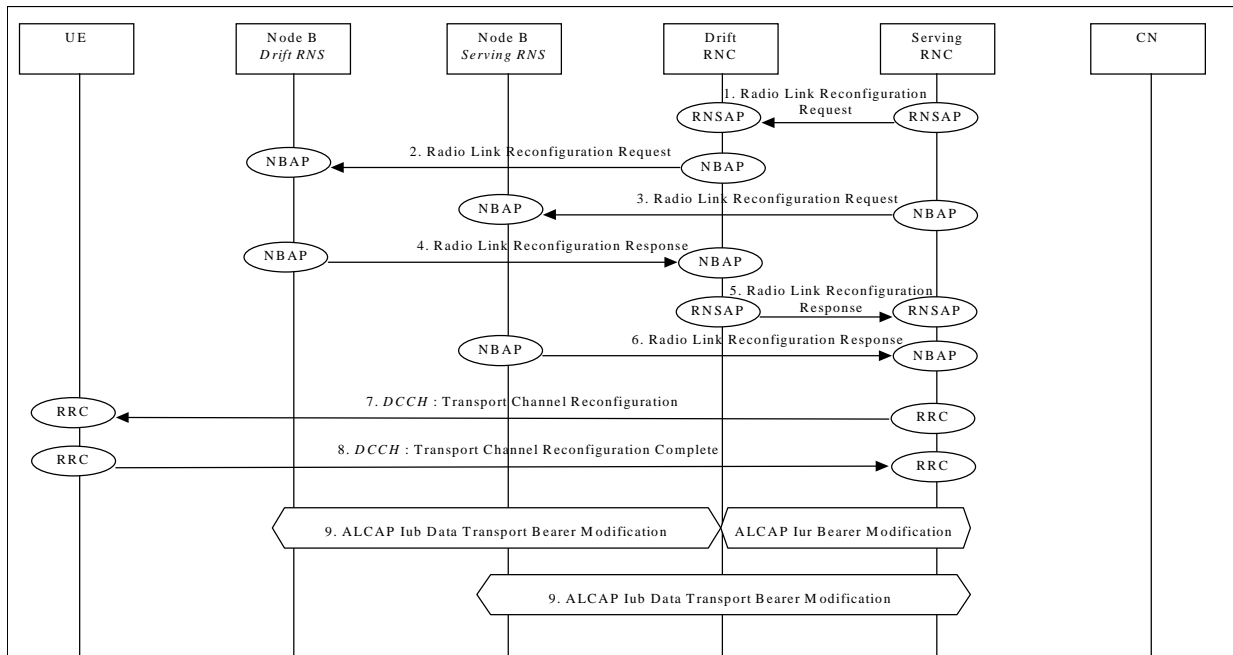 UE
Node B
Drift RNS
Node B
Serving RNS
Drift
RNC
Serving
RNC
CN
1. Radio Link Reconfiguration
Request
RNSAP
RNSAP
2. Radio Link Reconfiguration Request
NBAP
NBAP
3. Radio Link Reconfiguration Request
NBAP
NBAP
4. Radio Link Reconfiguration Response
NBAP
NBAP
5. Radio Link Reconfiguration
Response
RNSAP
RNSAP
6. Radio Link Reconfiguration Response
NBAP
NBAP
7. DCCH : Transport Channel Reconfiguration
RRC
RRC
8. DCCH : Transport Channel Reconfiguration Complete
RRC
RRC
9. ALCAP Iub Data Transport Bearer Modification
ALCAP Iur Bearer Modification
9. ALCAP Iub Data Transport Bearer Modification